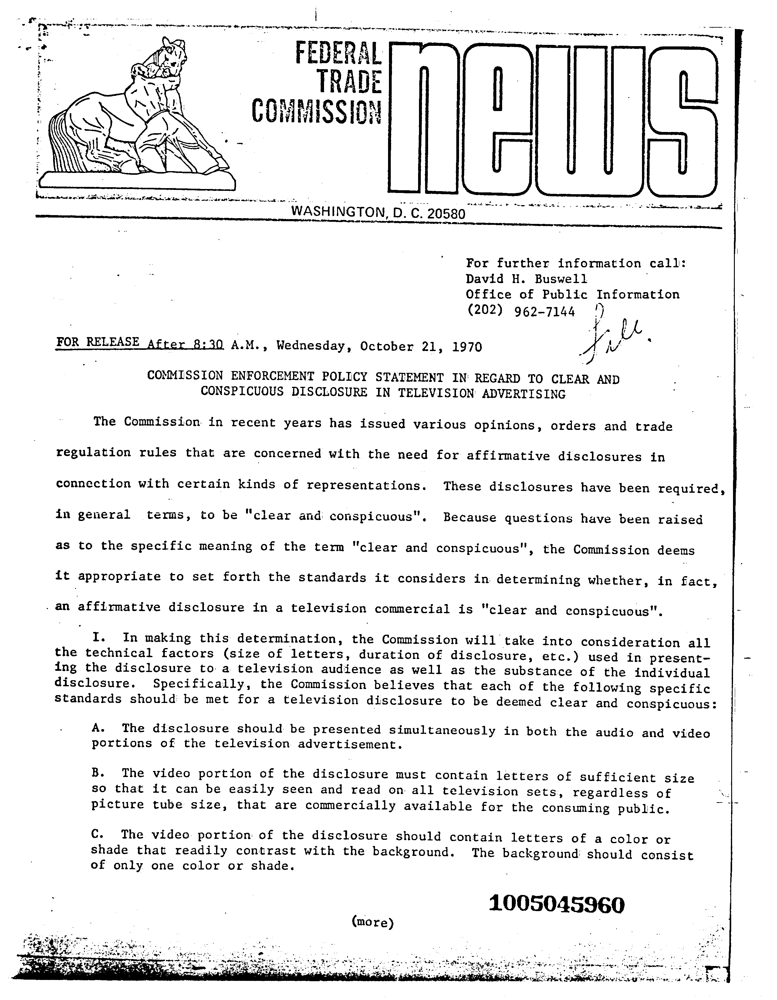 FEDERAL
TRADE
COMMISSION
news
WASHINGTON, D. C. 20580
For further information call:
David H. Buswell
Office of Public Information
(202) 962-7144
File.
FOR RELEASE After 8:30 A.M., Wednesday, October 21, 1970
COMMISSION ENFORCEMENT POLICY STATEMENT IN REGARD TO CLEAR AND
CONSPICUOUS DISCLOSURE IN TELEVISION ADVERTISING
The Commission in recent years has issued various opinions, orders and trade
regulation rules that are concerned with the need for affirmative disclosures in
connection with certain kinds of representations. These disclosures have been required,
in general terms, to be "clear and conspicuous". Because questions have been raised
as to the specific meaning of the term "clear and conspicuous", the Commission deems
it appropriate to set forth the standards it considers in determining whether, in fact,
an affirmative disclosure in a television commercial is "clear and conspicuous".
I. In making this determination, the Commission will take into consideration all
the technical factors (size of letters, duration of disclosure, etc.) used in present-
ing the disclosure to a television audience as well as the substance of the individual
disclosure. Specifically, the Commission believes that each of the following specific
standards should be met for a television disclosure to be deemed clear and conspicuous:
A. The disclosure should be presented simultaneously in both the audio and video
portions of the television advertisement.
B. The video portion of the disclosure must contain letters of sufficient size
so that it can be easily seen and read on all television sets, regardless of
picture tube size, that are commercially available for the consuming public.
C. The video portion of the disclosure should contain letters of a color or
shade that readily contrast with the background. The background should consist
of only one color or shade.
1005045960
(more)